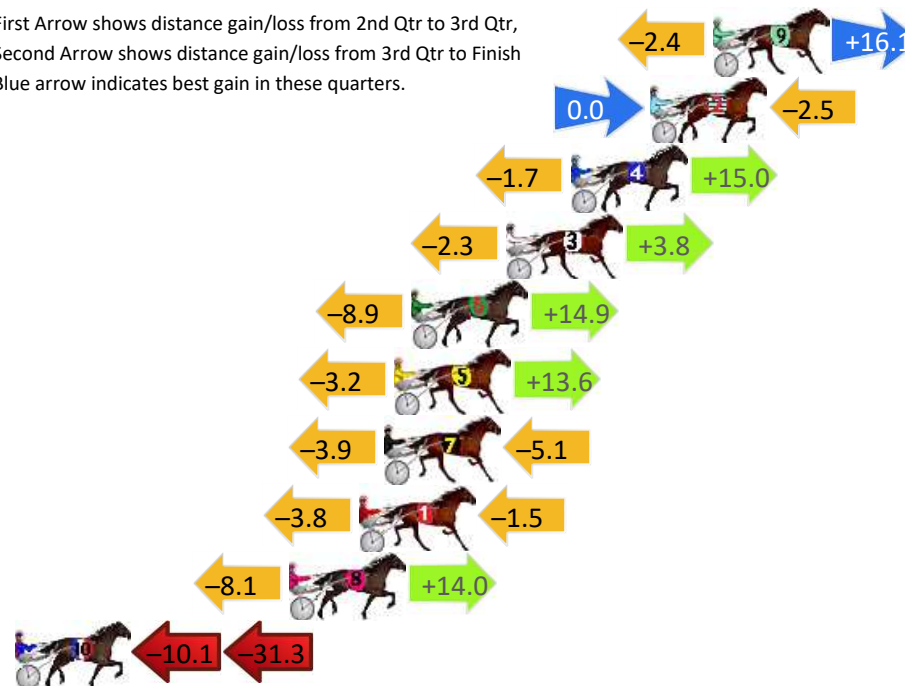 First Arrow shows distance gain/loss from 2nd Qtr to 3rd Qtr,
Second Arrow shows distance gain/loss from 3rd Qtr to Finish
Blue arrow indicates best gain in these quarters.
–2.4 9 +16.1
0.0 2 –2.5
–1.7 4 +15.0
–2.3 3 +3.8
–8.9 6 +14.9
–3.2 5 +13.6
–3.9 7 –5.1
–3.8 1 –1.5
–8.1 8 +14.0
10 –10.1 –31.3